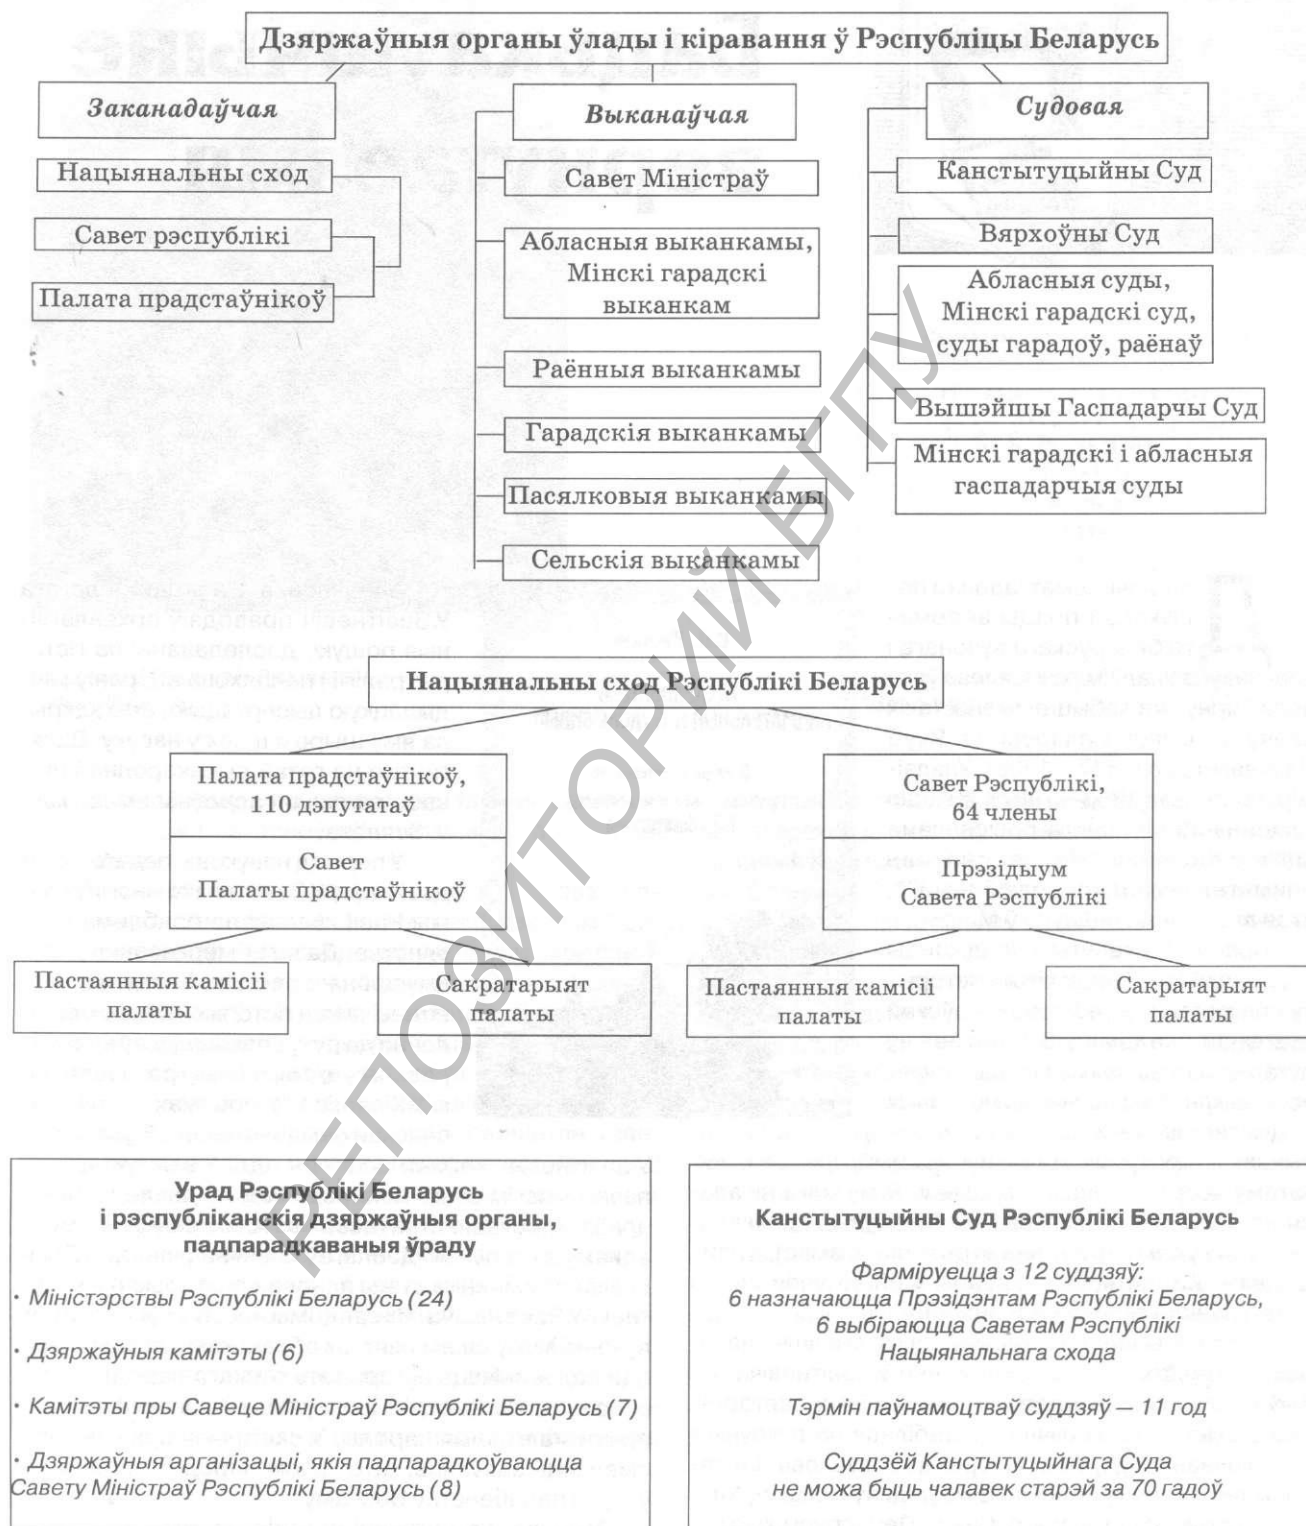 Дзяржаўныя органы ўлады і кіравання ў Рэспубліцы Беларусь
Заканадаўчая
Нацыянальны сход
Савет рэспублікі
Палата прадстаўнікоў
Выканаўчая
Савет Міністраў
Абласныя выканкамы,
Мінскі гарадскі
выканкам
Раённыя выканкамы
Гарадскія выканкамы
Пасялковыя выканкамы
Сельскія выканкамы
Судовая
Канстытуцыйны Суд
Вярхоўны Суд
Абласныя суды,
Мінскі гарадскі суд,
суды гарадоў, раёнаў
Вышэйшы Гаспадарчы Суд
Мінскі гарадскі і абласныя
гаспадарчыя суды
Нацыянальны сход Рэспублікі Беларусь
Палата прадстаўнікоў,
110 дэпутатаў
Савет
Палаты прадстаўнікоў
Пастаянныя камісіі
палаты
Сакратарыят
палаты
Савет Рэспублікі,
64 члены
Прэзідыум
Савета Рэспублікі
Пастаянныя камісіі
палаты
Сакратарыят
палаты
Урад Рэспублікі Беларусь
і рэспубліканскія дзяржаўныя органы,
падпарадкаваныя ўраду
· Міністэрствы Рэспублікі Беларусь (24)
· Дзяржаўныя камітэты (6)
· Камітэты пры Савеце Міністраў Рэспублікі Беларусь (7)
· Дзяржаўныя арганізацыі, якія падпарадкоўваюцца
Савету Міністраў Рэспублікі Беларусь (8)
Канстытуцыйны Суд Рэспублікі Беларусь
Фарміруецца з 12 суддзяў:
6 назначаюцца Прэзідэнтам Рэспублікі Беларусь,
6 выбіраюцца Саветам Рэспублікі
Нацыянальнага схода
Тэрмін паўнамоцтваў суддзяў — 11 год
Суддзёй Канстытуцыйнага Суда
не можа быць чалавек старэй за 70 гадоў
РЕПОЗИТОРИЙ БГПУ